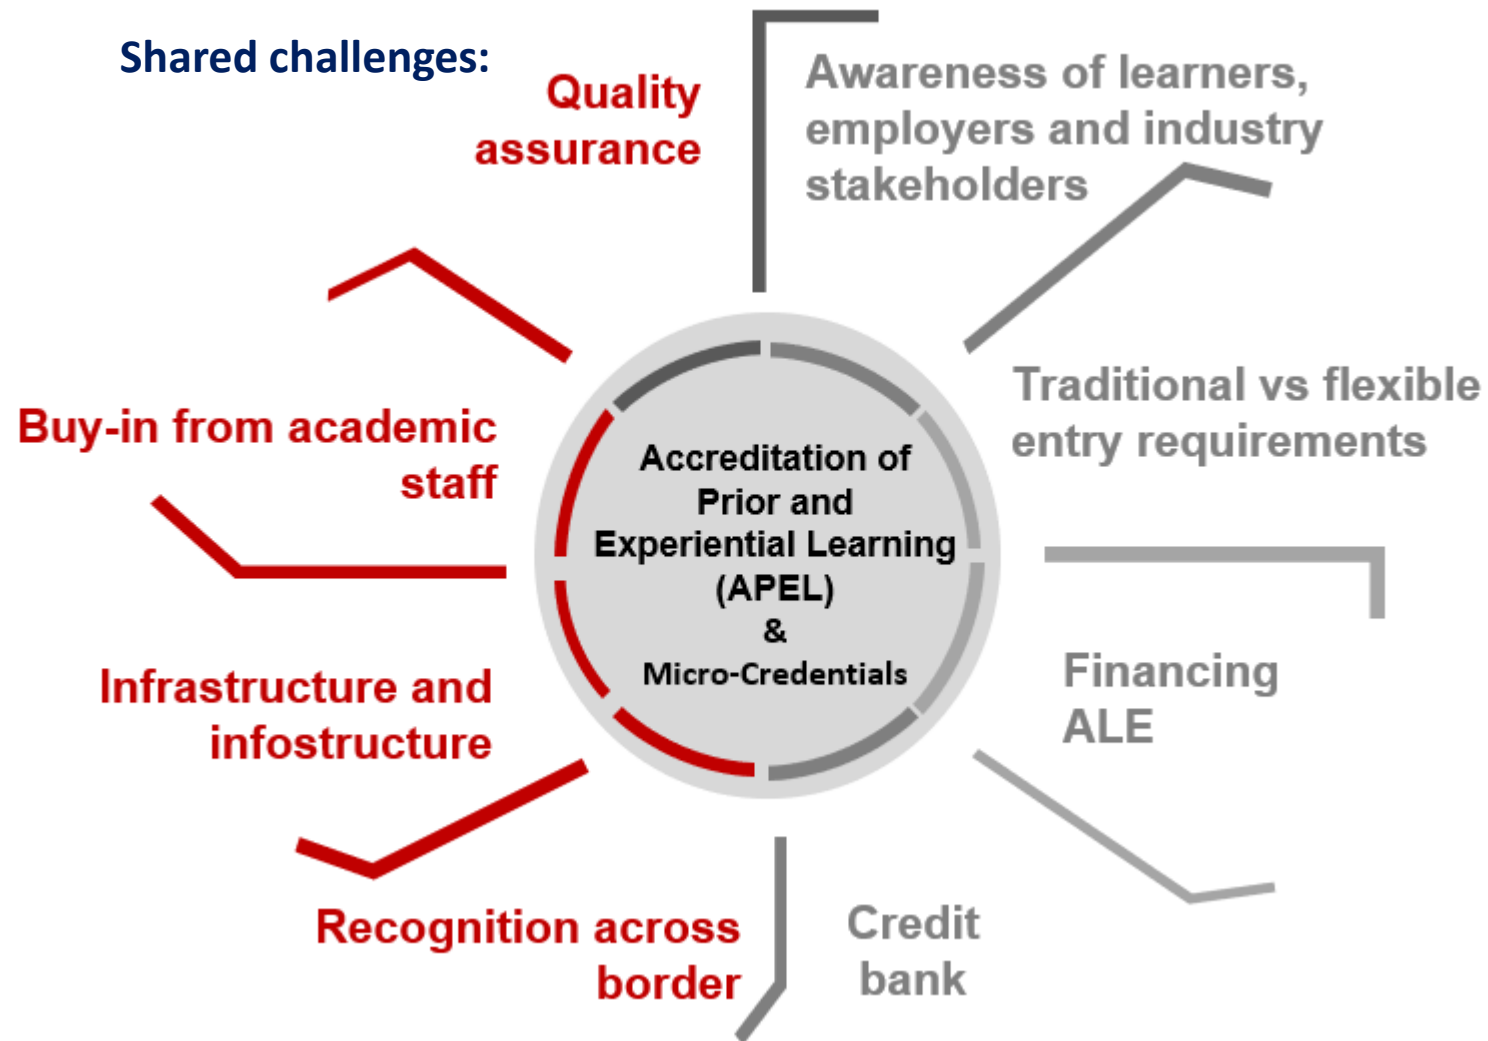 Shared challenges:
Quality
assurance
Awareness of learners,
employers and industry
stakeholders
Buy-in from academic
staff
Traditional vs flexible
entry requirements
Accreditation of
Prior and
Experiential Learning
(APEL)
&
Micro-Credentials
Infrastructure and
infostructure
Financing
ALE
Recognition across
border
Credit
bank